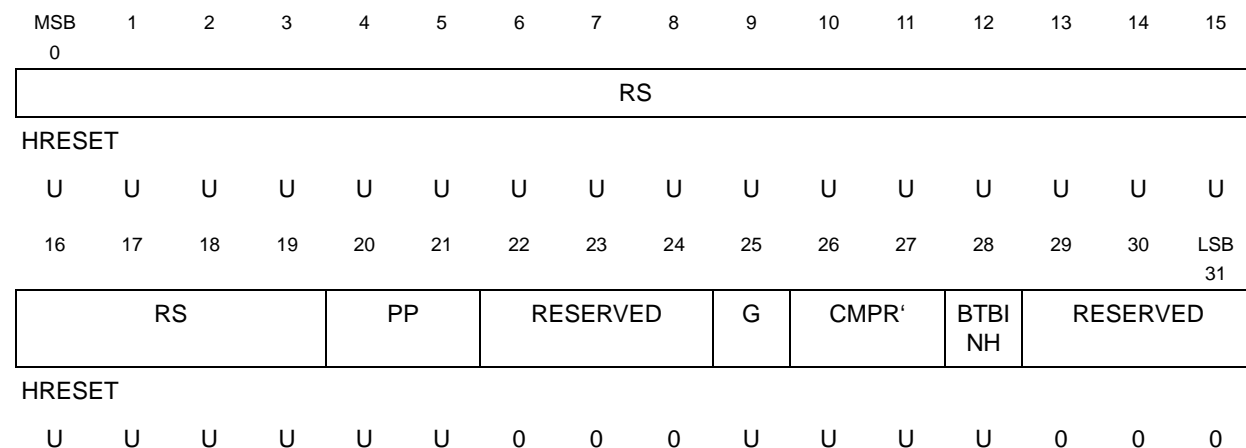 MSB 1 2 3 4 5 6 7 8 9 10 11 12 13 14 15
0
RS
HRESET
U U U U U U U U U U U U U U U U
16 17 18 19 20 21 22 23 24 25 26 27 28 29 30 LSB
31
RS PP RESERVED G CMPR‘ BTBI RESERVED
NH
HRESET
U U U U U U 0 0 0 U U U U 0 0 0